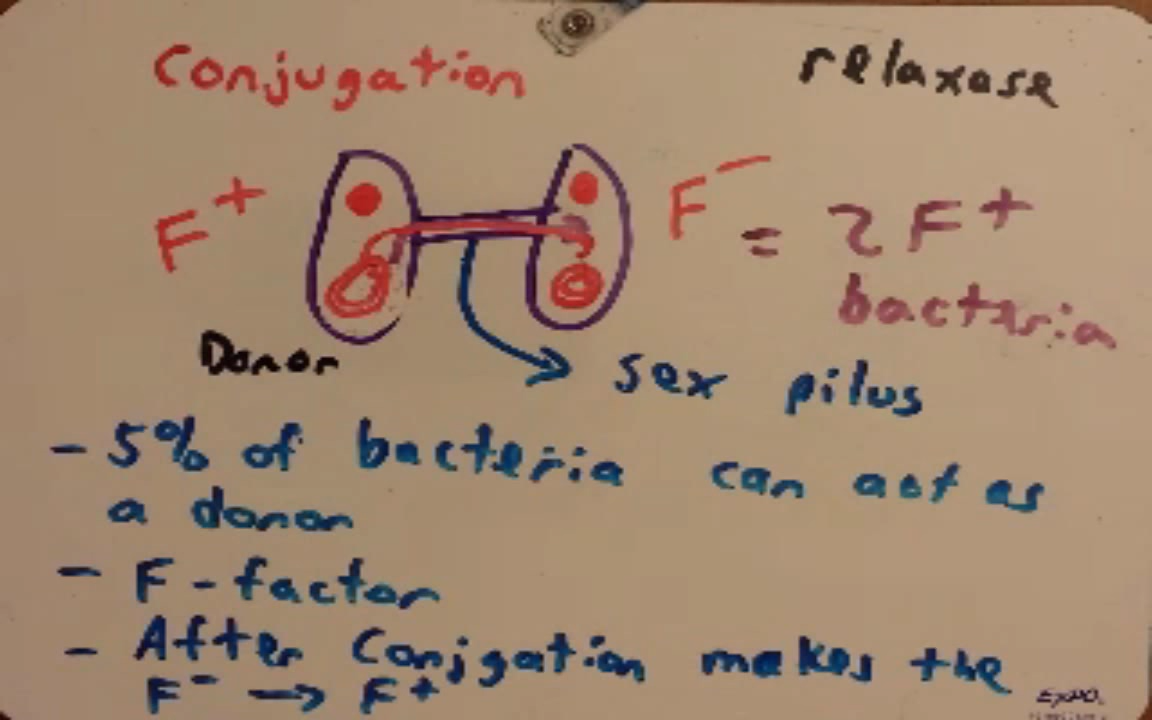 Conjugation
relaxase
F+
F- = 2F+
bacteria
Donor
sex pilus
- 5% of bacteria can act as
a donor
- F-factor
- After Conjgation makes the
F- → F+
EXPO